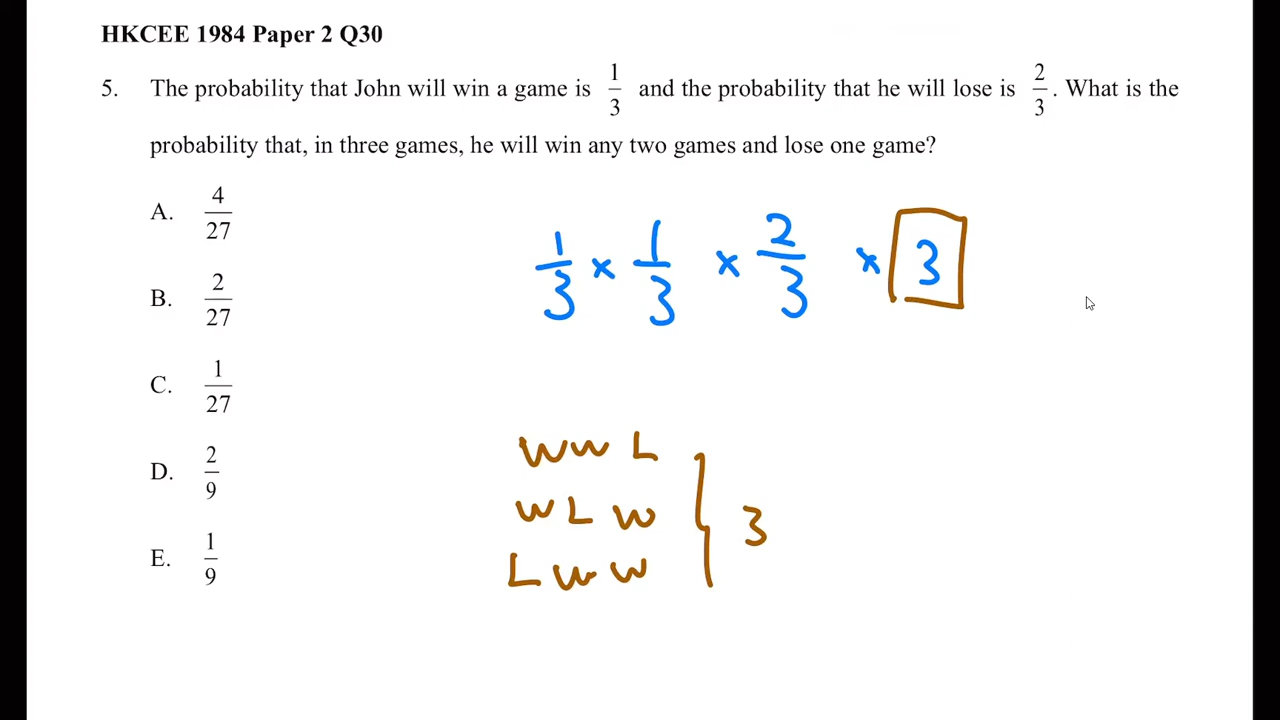 HKCEE 1984 Paper 2 Q30
5. The probability that John will win a game is 1/3 and the probability that he will lose is 2/3. What is the
probability that, in three games, he will win any two games and lose one game?
A. 4/27
B. 2/27
C. 1/27
D. 2/9
E. 1/9
1/3 × 1/3 × 2/3 × 3
W W L
W L W
L W W
3